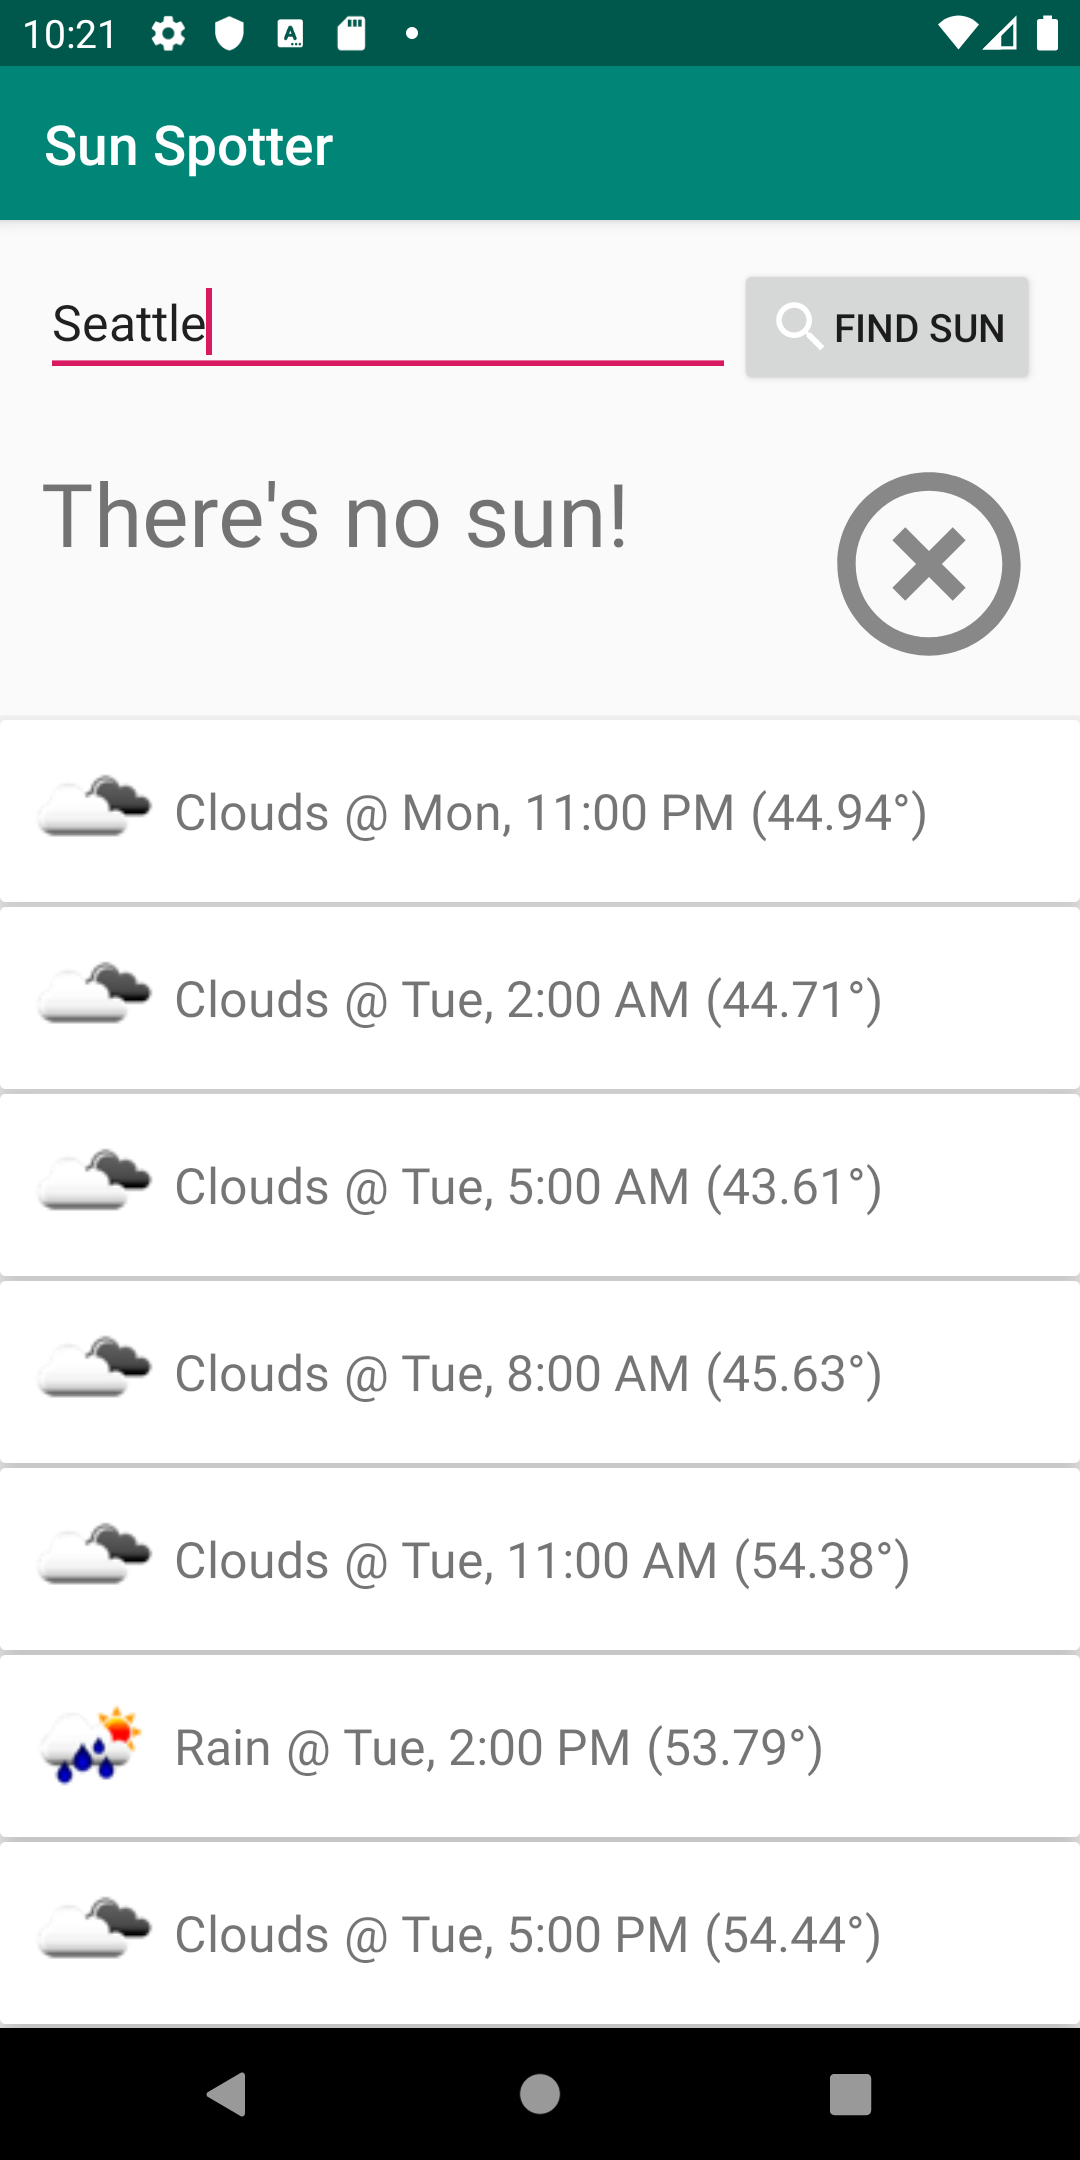 10:21
Sun Spotter
Seattle
FIND SUN
There's no sun!
Clouds @ Mon, 11:00 PM (44.94°)
Clouds @ Tue, 2:00 AM (44.71°)
Clouds @ Tue, 5:00 AM (43.61°)
Clouds @ Tue, 8:00 AM (45.63°)
Clouds @ Tue, 11:00 AM (54.38°)
Rain @ Tue, 2:00 PM (53.79°)
Clouds @ Tue, 5:00 PM (54.44°)